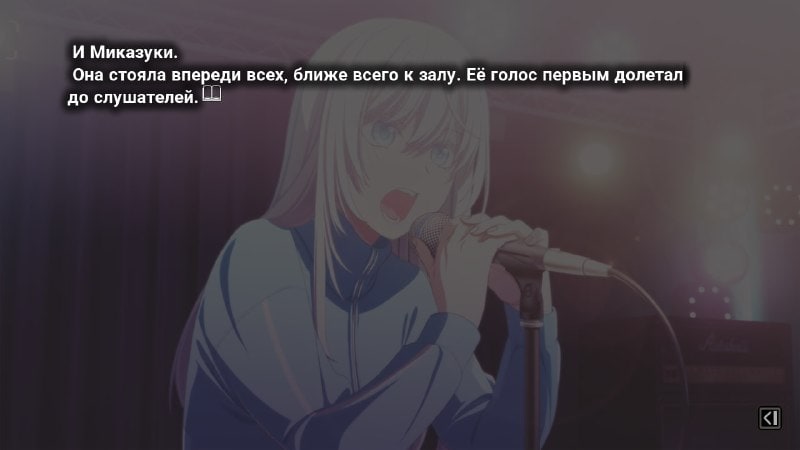 И Миказуки.
Она стояла впереди всех, ближе всего к залу. Её голос первым долетал
до слушателей.